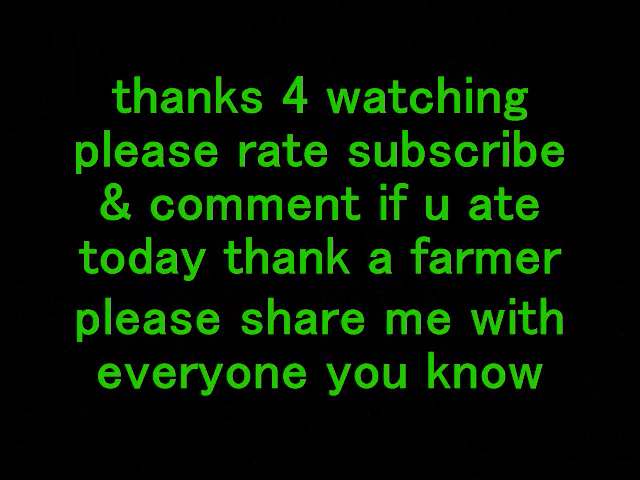 thanks 4 watching
please rate subscribe
& comment if u ate
today thank a farmer
please share me with
everyone you know